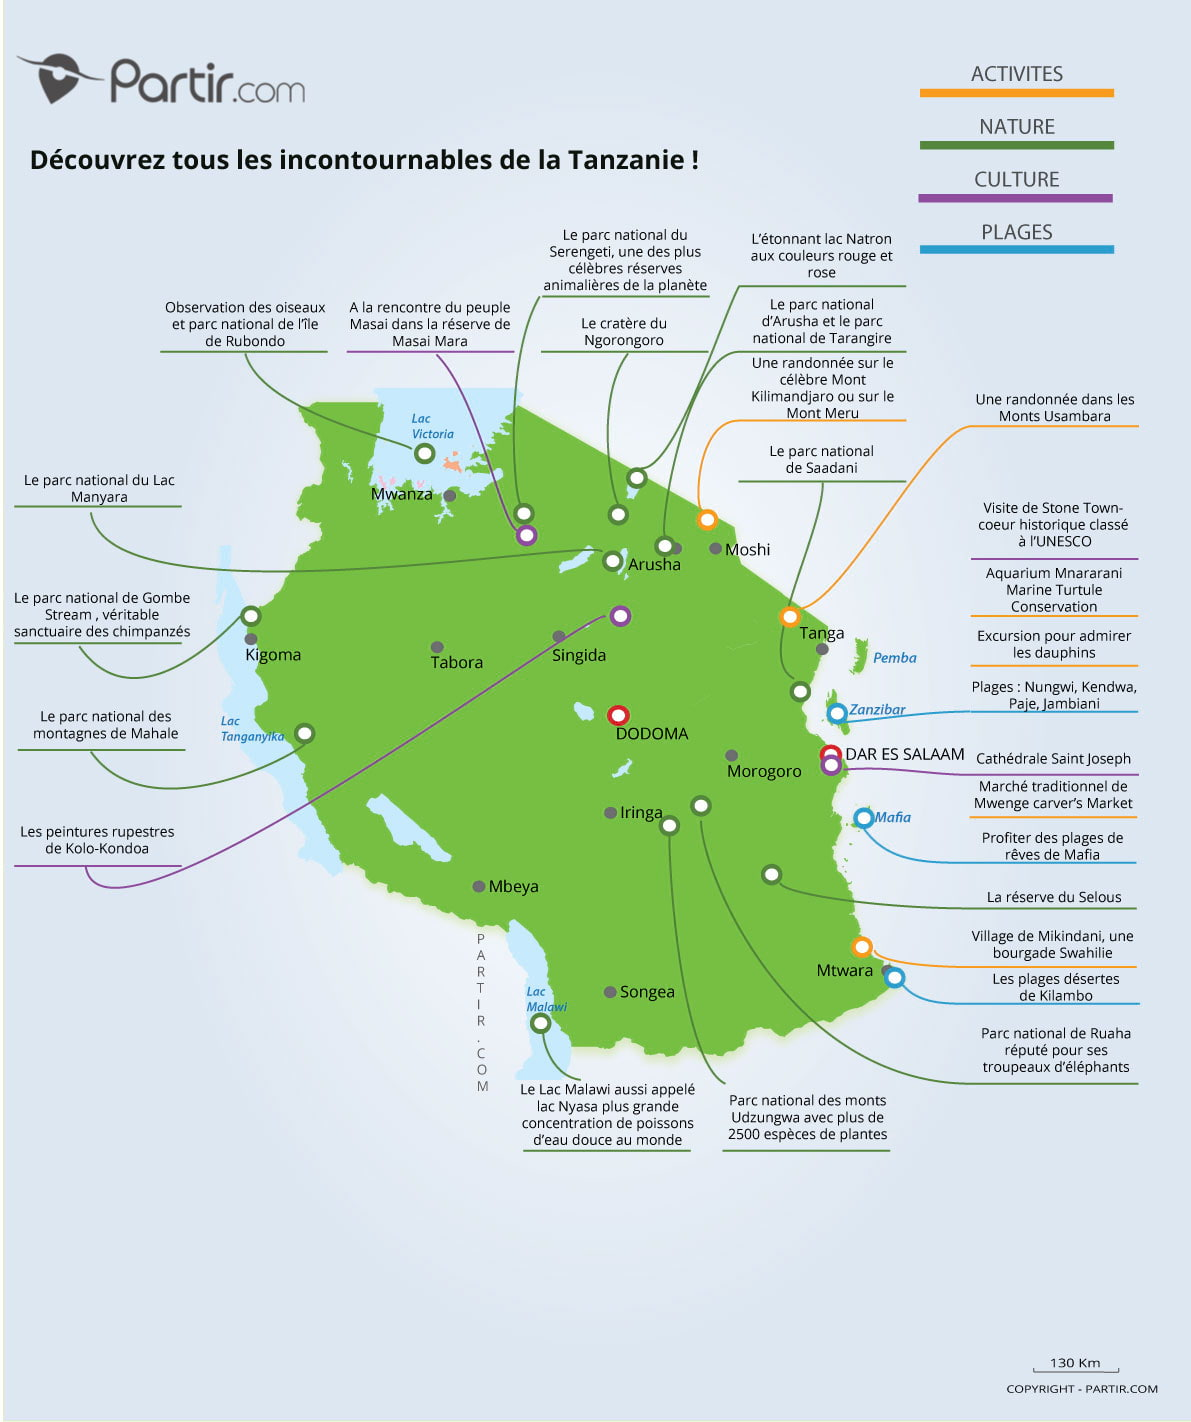 Partir.com
Découvrez tous les incontournables de la Tanzanie !
ACTIVITES
NATURE
CULTURE
PLAGES
Observation des oiseaux
et parc national de l’île
de Rubondo
A la rencontre du peuple
Masai dans la réserve de
Masai Mara
Le parc national du
Serengeti, une des plus
célèbres réserves
animalières de la planète
Le cratère du
Ngorongoro
L’étonnant lac Natron
aux couleurs rouge et
rose
Le parc national
d’Arusha et le parc
national de Tarangire
Une randonnée sur le
célèbre Mont
Kilimandjaro ou sur le
Mont Meru
Le parc national
de Saadani
Une randonnée dans les
Monts Usambara
Visite de Stone Town-
coeur historique classé
à l’UNESCO
Aquarium Mnararani
Marine Turtule
Conservation
Excursion pour admirer
les dauphins
Plages : Nungwi, Kendwa,
Paje, Jambiani
Cathédrale Saint Joseph
Marché traditionnel de
Mwenge carver’s Market
Profiter des plages de
rêves de Mafia
La réserve du Selous
Village de Mikindani, une
bourgade Swahilie
Les plages désertes
de Kilambo
Parc national de Ruaha
réputé pour ses
troupeaux d’éléphants
Parc national des monts
Udzungwa avec plus de
2500 espèces de plantes
Le Lac Malawi aussi appelé
lac Nyasa plus grande
concentration de poissons
d’eau douce au monde
Le parc national du Lac
Manyara
Le parc national de Gombe
Stream , véritable
sanctuaire des chimpanzés
Le parc national des
montagnes de Mahale
Les peintures rupestres
de Kolo-Kondoa
Lac
Victoria
Mwanza
Arusha
Moshi
Kigoma
Tabora
Singida
Tanga
Pemba
Lac
Tanganyika
DODOMA
Zanzibar
DAR ES SALAAM
Morogoro
Iringa
Mafia
Mbeya
Mtwara
Songea
Lac
Malawi
PARTIR.COM
130 Km
COPYRIGHT - PARTIR.COM